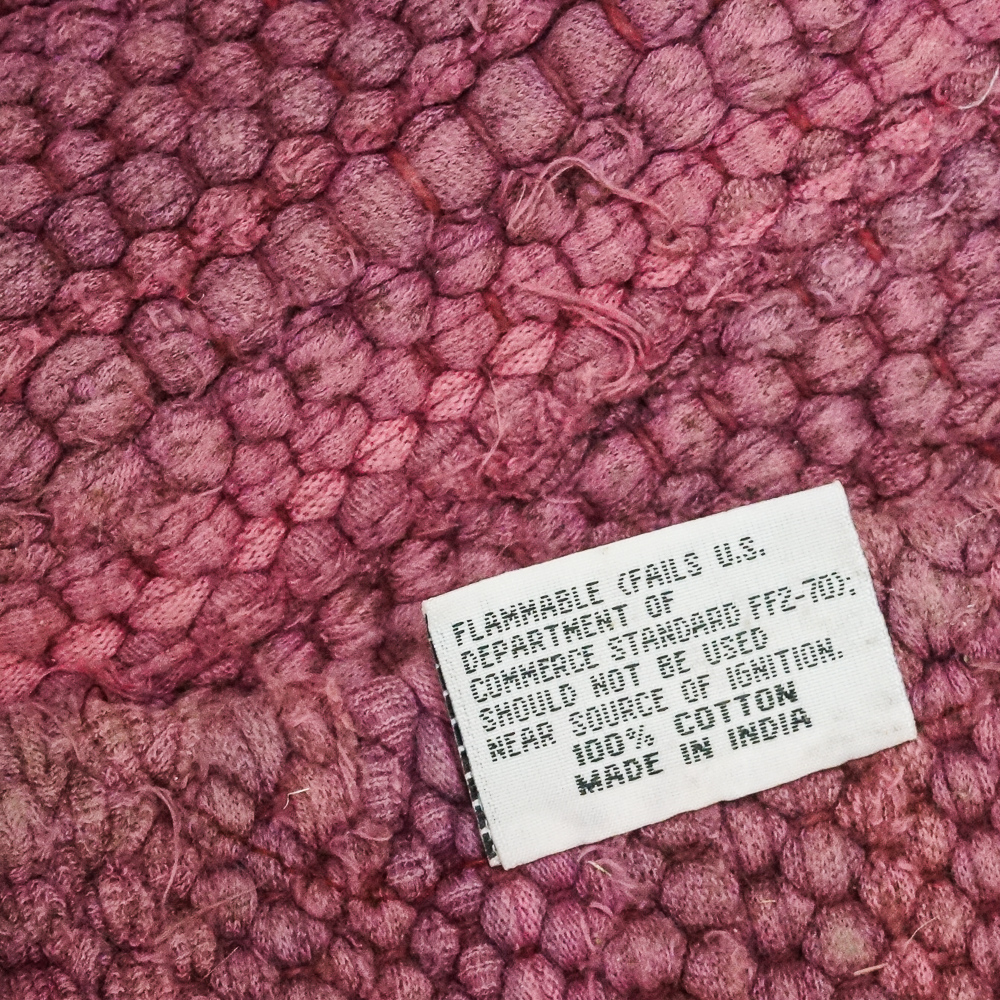 FLAMMABLE (FAILS U.S.
DEPARTMENT OF
COMMERCE STANDARD FF2-70);
SHOULD NOT BE USED
NEAR SOURCE OF IGNITION.
100% COTTON
MADE IN INDIA